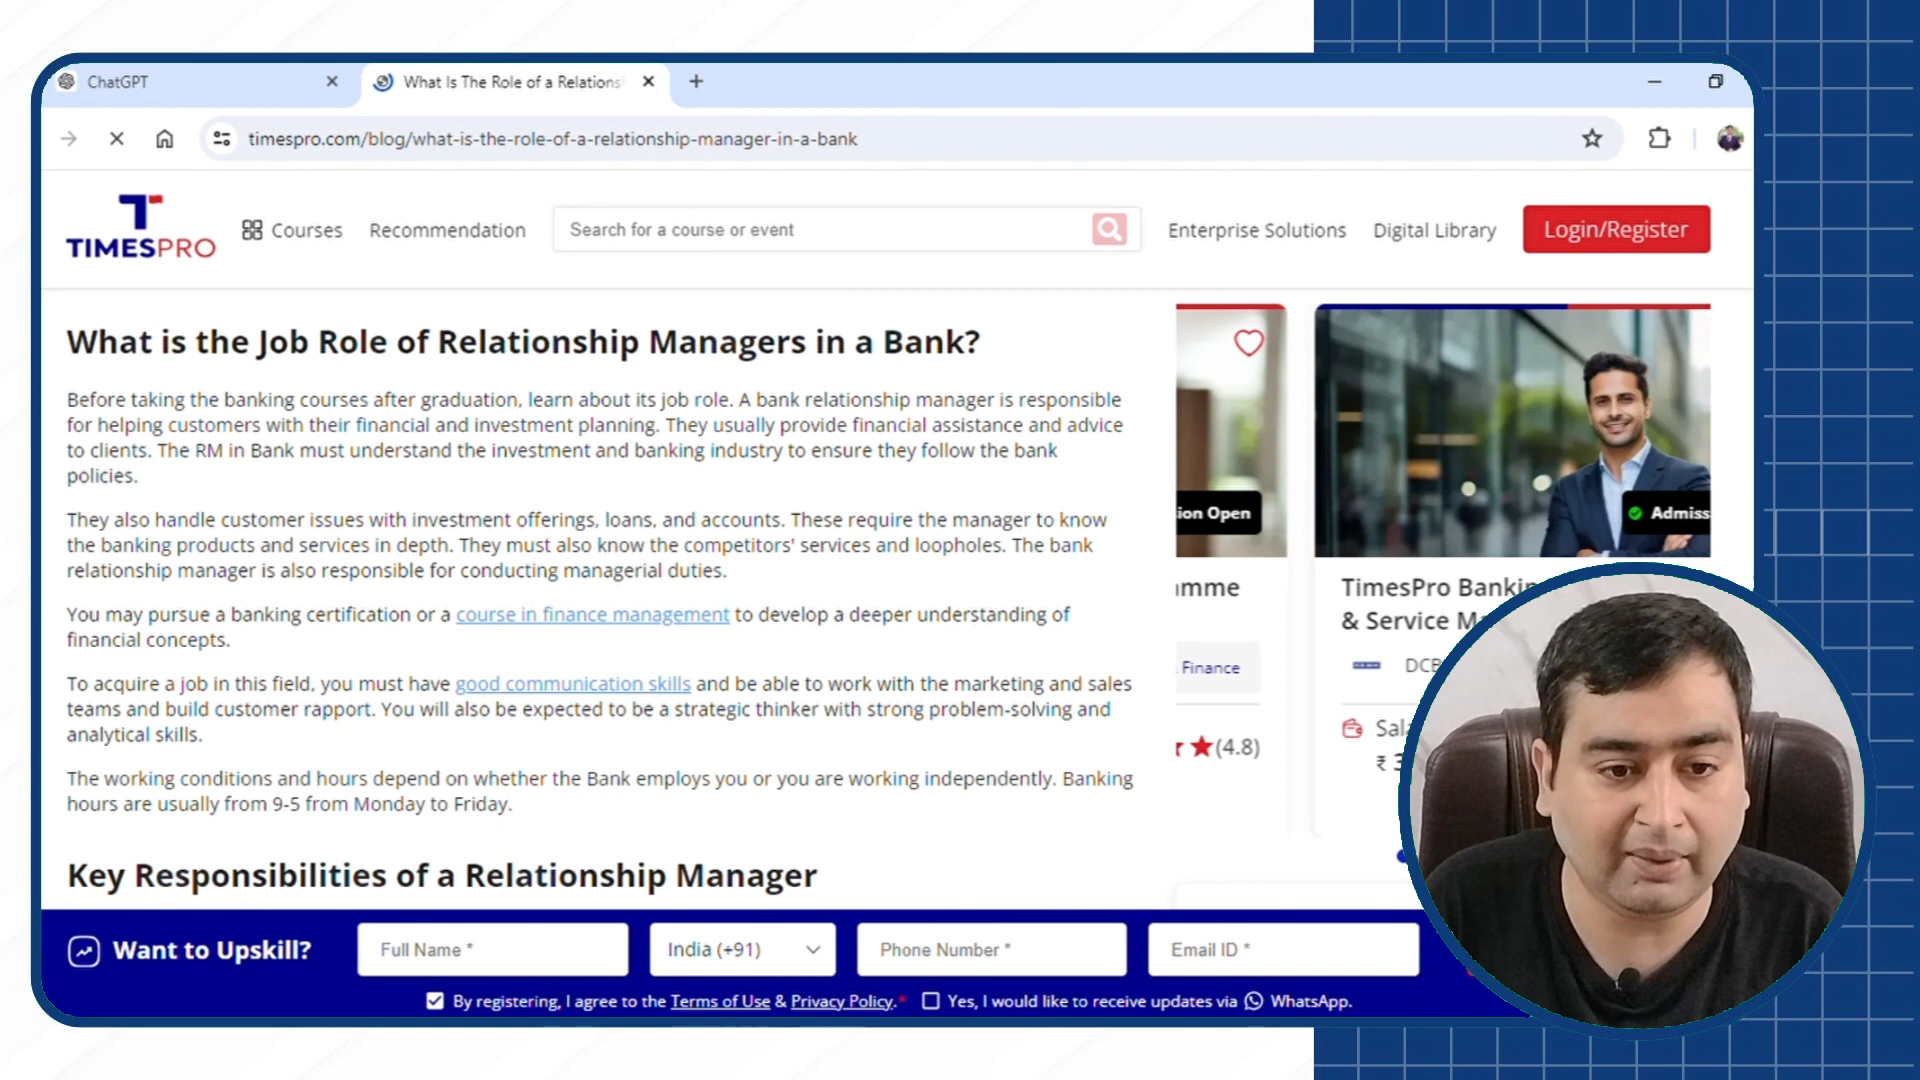 ChatGPT
What Is The Role of a Relations
timespro.com/blog/what-is-the-role-of-a-relationship-manager-in-a-bank
TIMESPRO
Courses
Recommendation
Search for a course or event
Enterprise Solutions
Digital Library
Login/Register
What is the Job Role of Relationship Managers in a Bank?
Before taking the banking courses after graduation, learn about its job role. A bank relationship manager is responsible
for helping customers with their financial and investment planning. They usually provide financial assistance and advice
to clients. The RM in Bank must understand the investment and banking industry to ensure they follow the bank
policies.
They also handle customer issues with investment offerings, loans, and accounts. These require the manager to know
the banking products and services in depth. They must also know the competitors' services and loopholes. The bank
relationship manager is also responsible for conducting managerial duties.
You may pursue a banking certification or a course in finance management to develop a deeper understanding of
financial concepts.
To acquire a job in this field, you must have good communication skills and be able to work with the marketing and sales
teams and build customer rapport. You will also be expected to be a strategic thinker with strong problem-solving and
analytical skills.
The working conditions and hours depend on whether the Bank employs you or you are working independently. Banking
hours are usually from 9-5 from Monday to Friday.
Key Responsibilities of a Relationship Manager
ion Open
Admiss
mme
Finance
(4.8)
TimesPro Bankin
& Service M
DCB
Sala
₹ 3
Want to Upskill?
Full Name *
India (+91)
Phone Number *
Email ID *
By registering, I agree to the Terms of Use & Privacy Policy.*
Yes, I would like to receive updates via WhatsApp.